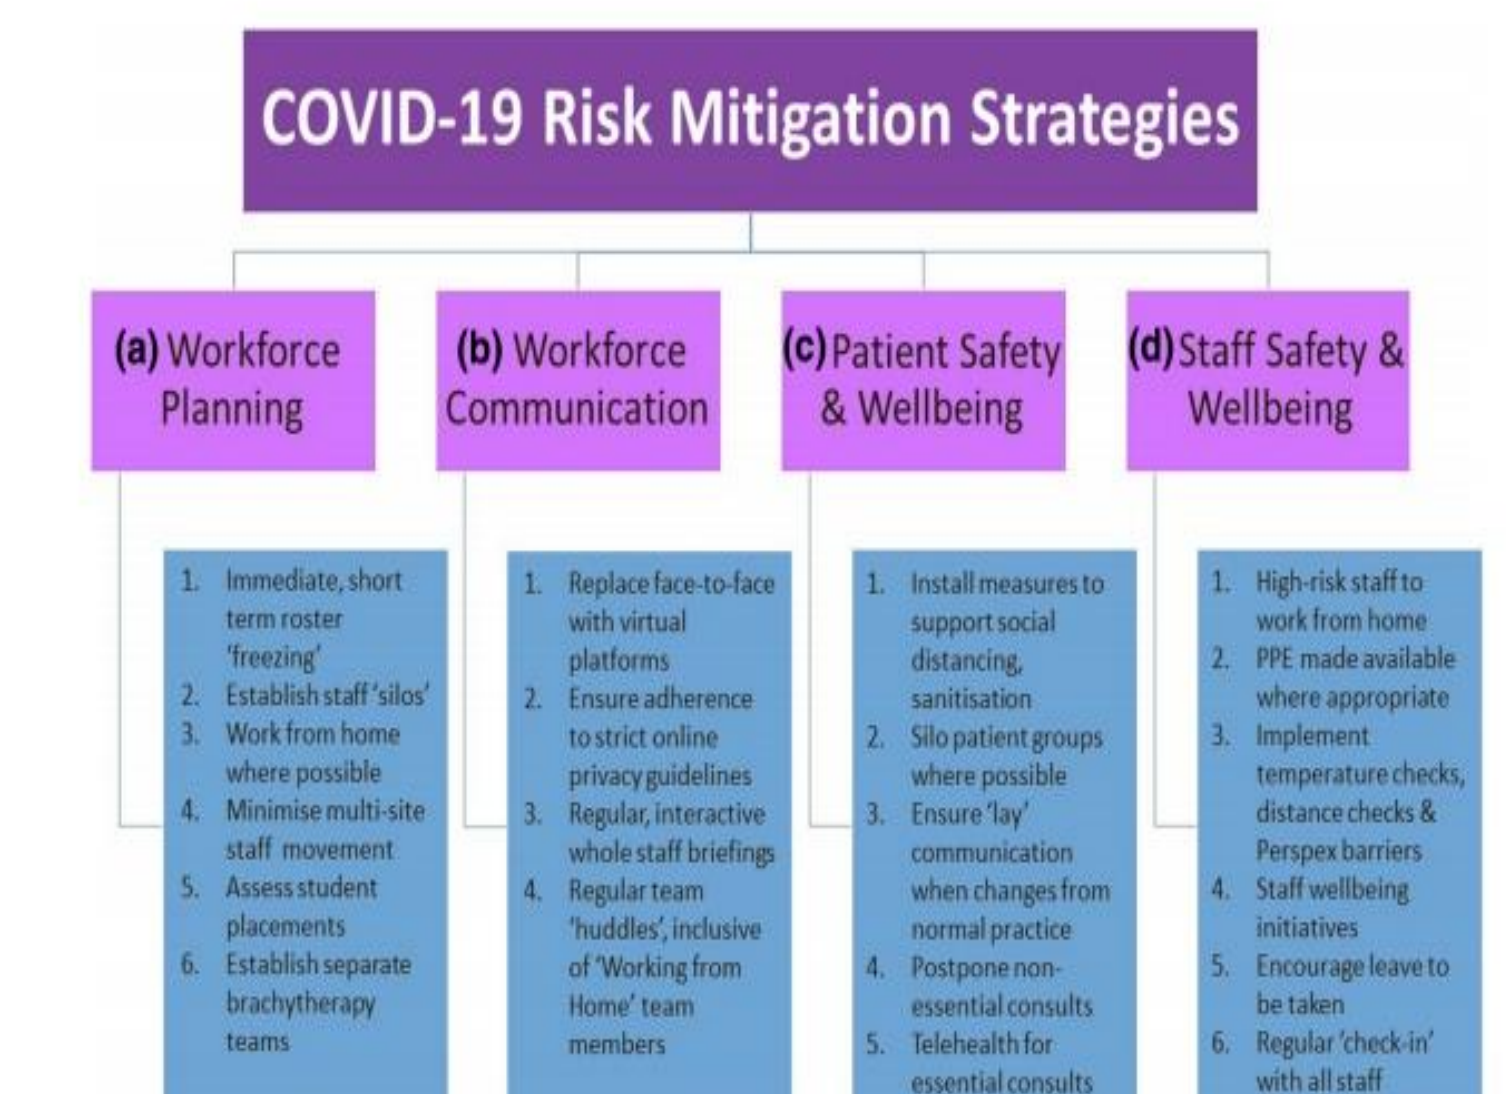 COVID-19 Risk Mitigation Strategies
(a) Workforce
Planning
(b) Workforce
Communication
(c) Patient Safety
& Wellbeing
(d) Staff Safety &
Wellbeing
1. Immediate, short
term roster
'freezing'
2. Establish staff 'silos'
3. Work from home
where possible
4. Minimise multi-site
staff movement
5. Assess student
placements
6. Establish separate
brachytherapy
teams
1. Replace face-to-face
with virtual
platforms
2. Ensure adherence
to strict online
privacy guidelines
3. Regular, interactive
whole staff briefings
4. Regular team
'huddles', inclusive
of 'Working from
Home' team
members
1. Install measures to
support social
distancing,
sanitisation
2. Silo patient groups
where possible
3. Ensure 'lay'
communication
when changes from
normal practice
4. Postpone non-
essential consults
5. Telehealth for
essential consults
1. High-risk staff to
work from home
2. PPE made available
where appropriate
3. Implement
temperature checks,
distance checks &
Perspex barriers
4. Staff wellbeing
initiatives
5. Encourage leave to
be taken
6. Regular 'check-in'
with all staff